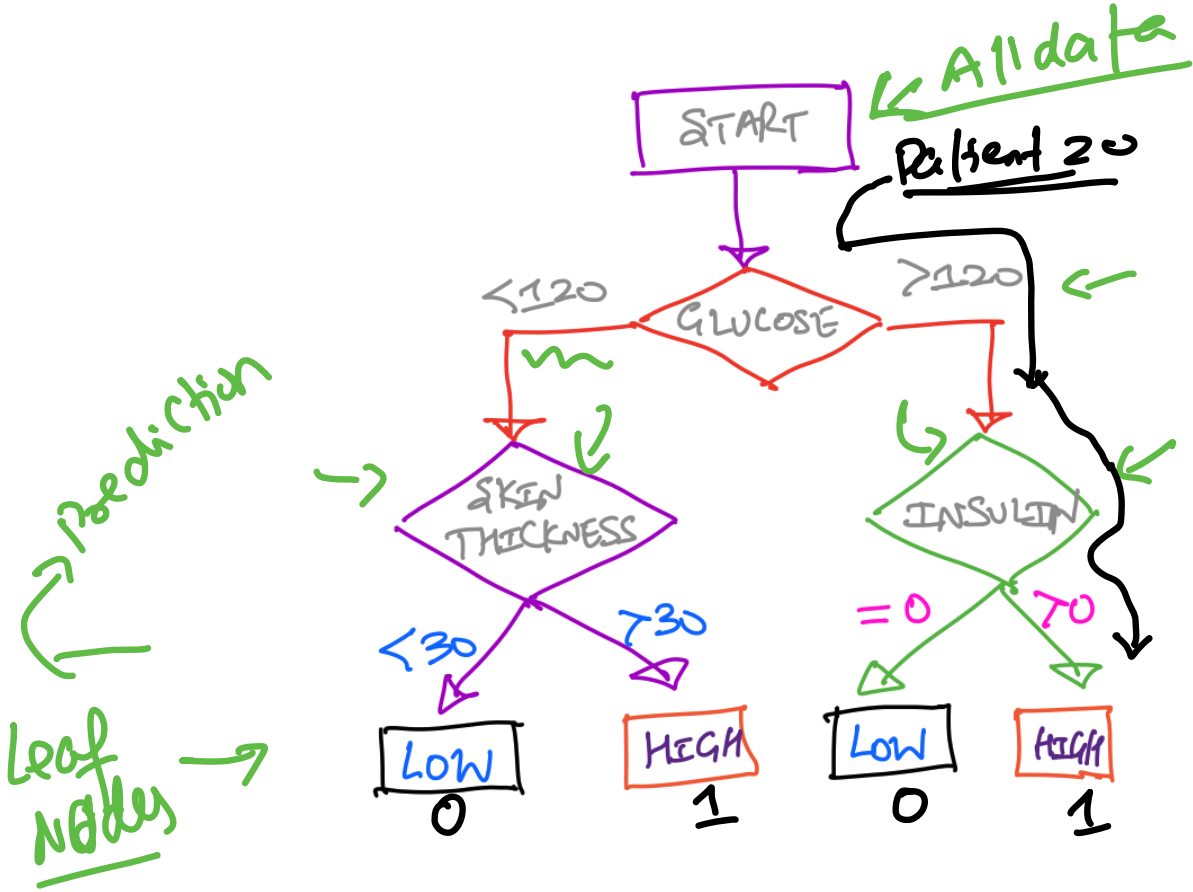 All data
START
Patient 20
<120
>120
GLUCOSE
Prediction
SKIN
THICKNESS
INSULIN
<30
>30
=0
>0
Leaf
Nodes
LOW
HIGH
LOW
HIGH
0
1
0
1